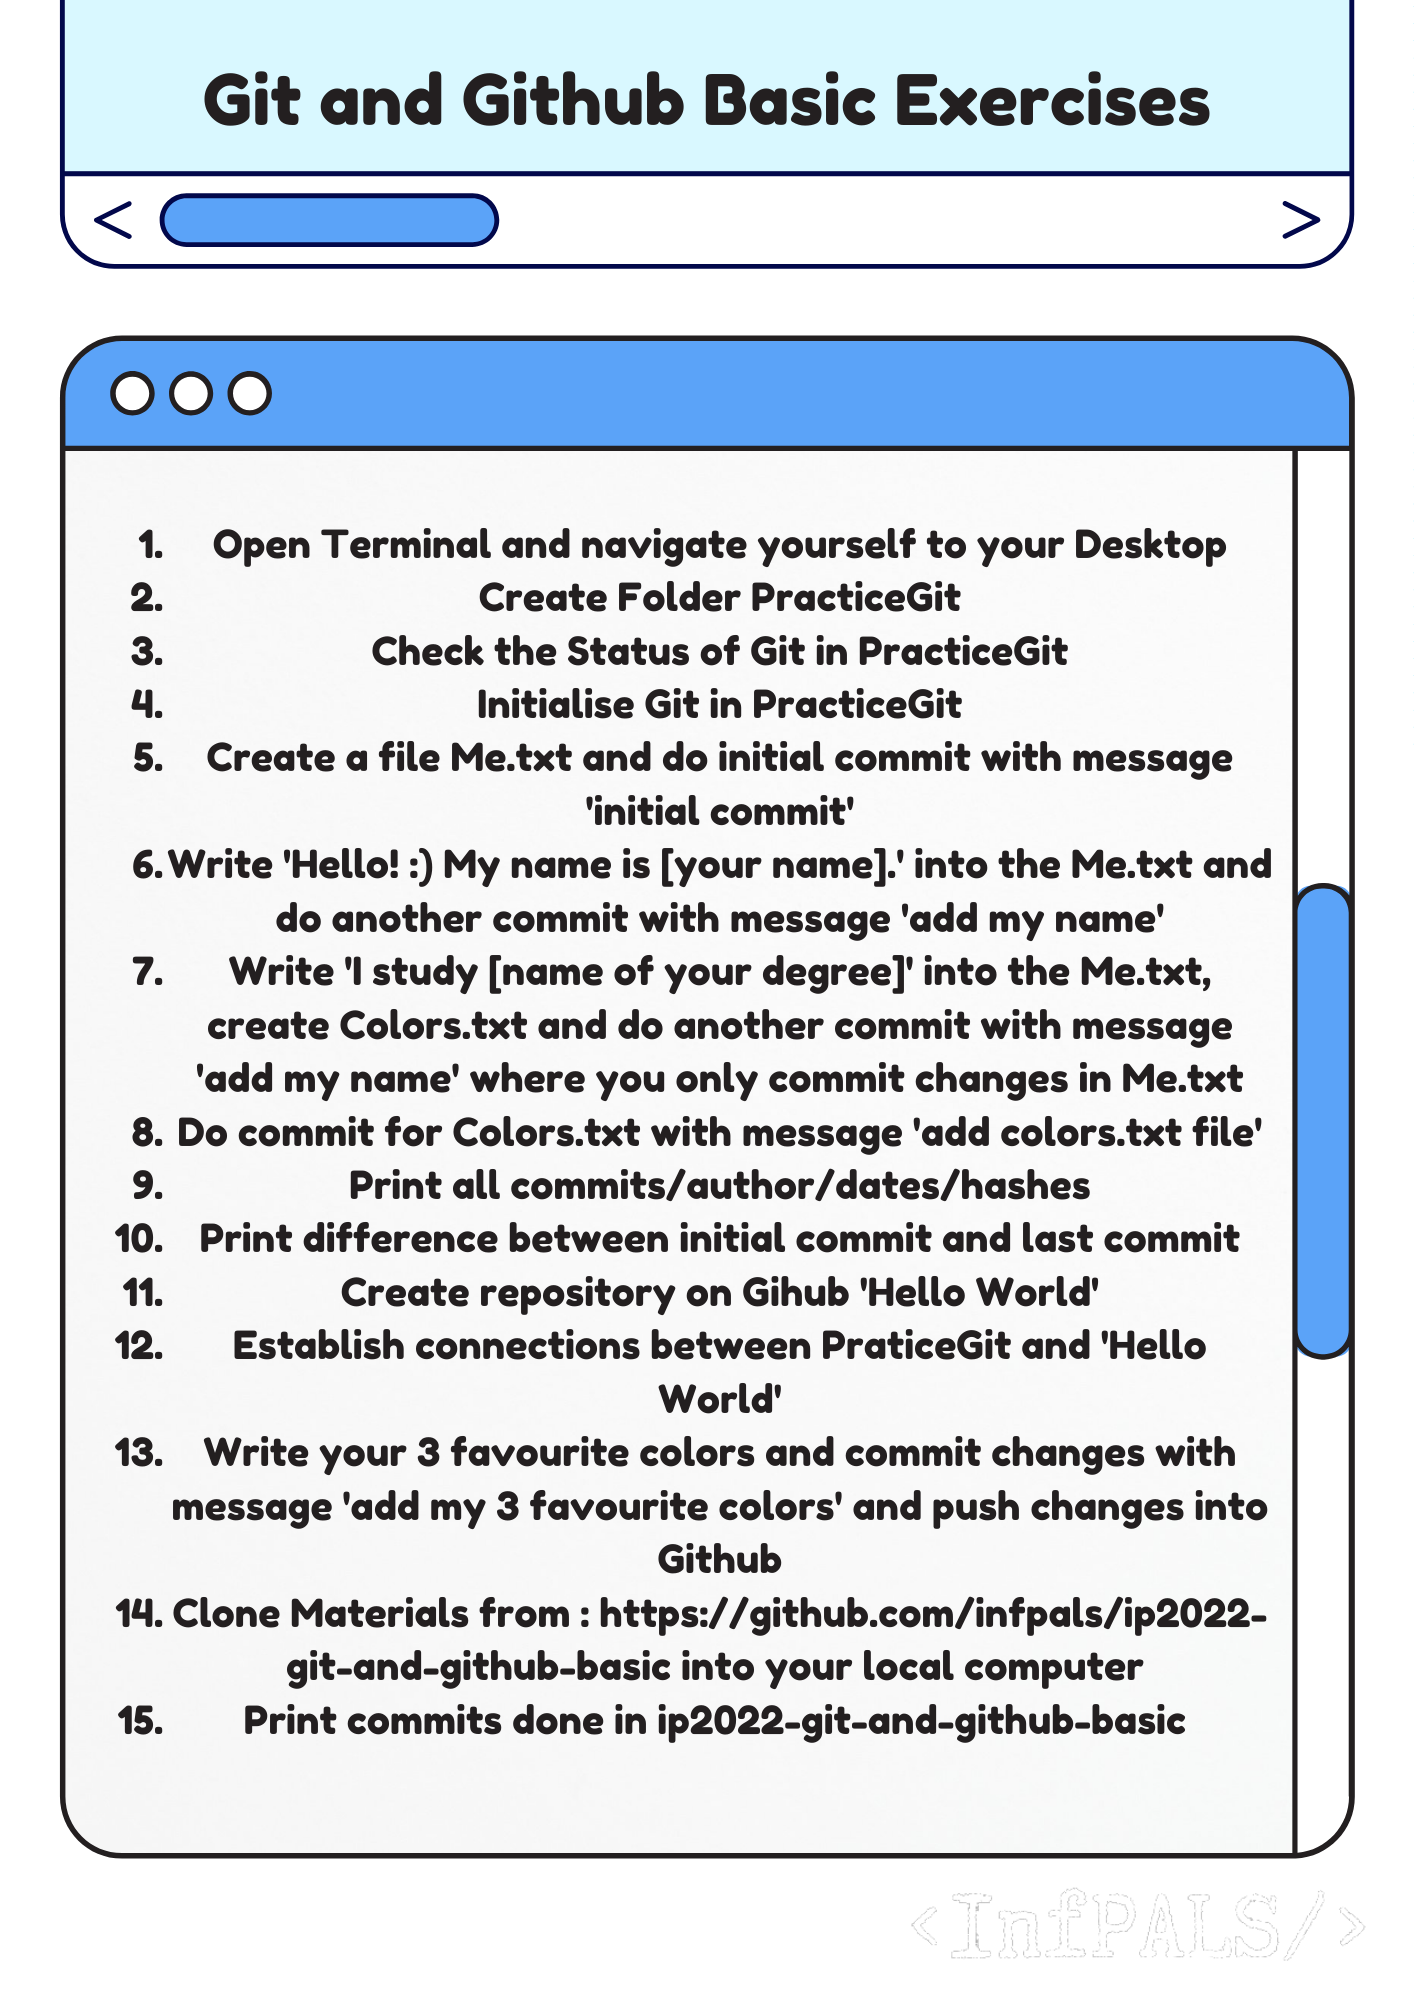 Git and Github Basic Exercises
<
>
1. Open Terminal and navigate yourself to your Desktop
2. Create Folder PracticeGit
3. Check the Status of Git in PracticeGit
4. Initialise Git in PracticeGit
5. Create a file Me.txt and do initial commit with message
'initial commit'
6. Write 'Hello! :) My name is [your name].' into the Me.txt and
do another commit with message 'add my name'
7. Write 'I study [name of your degree]' into the Me.txt,
create Colors.txt and do another commit with message
'add my name' where you only commit changes in Me.txt
8. Do commit for Colors.txt with message 'add colors.txt file'
9. Print all commits/author/dates/hashes
10. Print difference between initial commit and last commit
11. Create repository on Gihub 'Hello World'
12. Establish connections between PraticeGit and 'Hello
World'
13. Write your 3 favourite colors and commit changes with
message 'add my 3 favourite colors' and push changes into
Github
14. Clone Materials from : https://github.com/infpals/ip2022-
git-and-github-basic into your local computer
15. Print commits done in ip2022-git-and-github-basic
<InfPALS/>